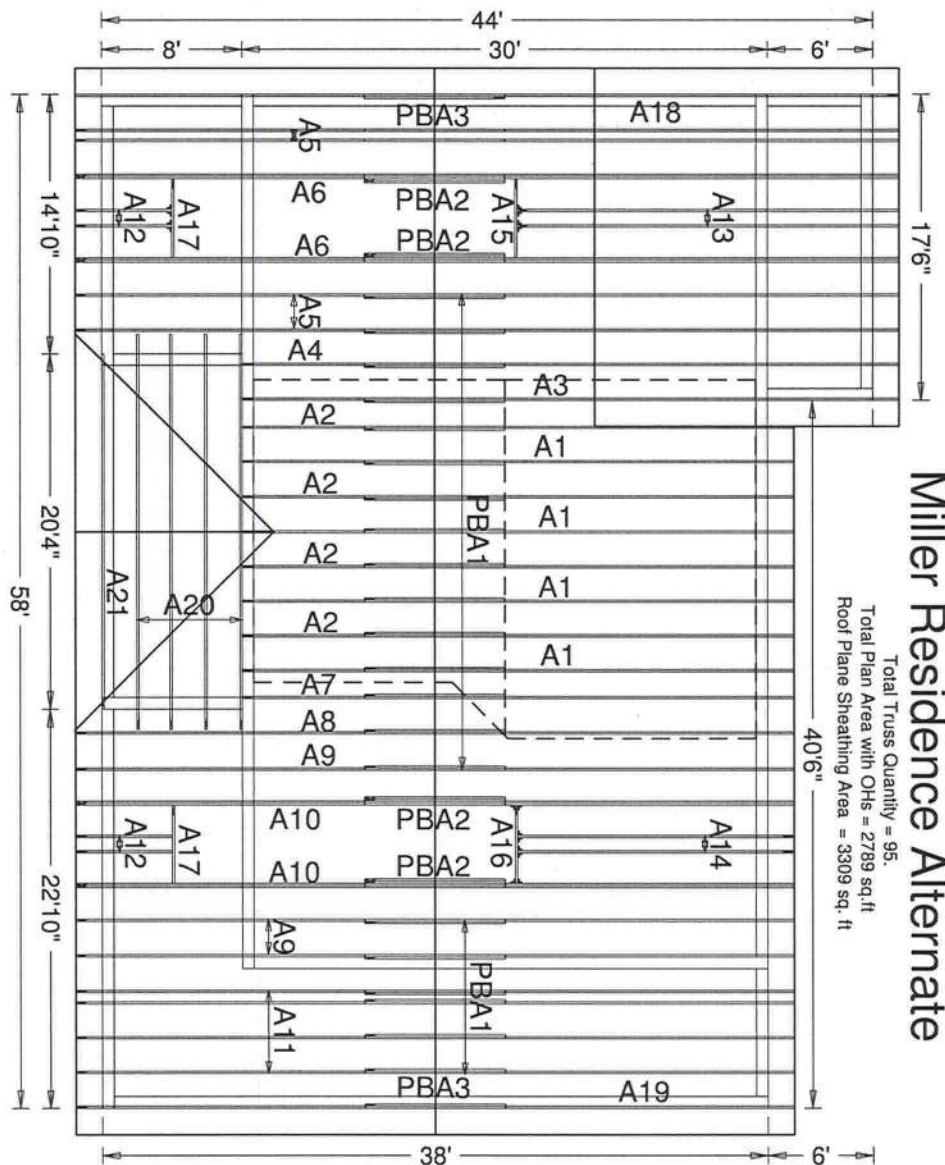 Miller Residence Alternate
Total Truss Quantity = 95.
Total Plan Area with OHs = 2789 sq.ft
Roof Plane Sheathing Area = 3309 sq. ft
44'
8'
30'
6'
PBA3
A18
A5
A6
PBA2
A15
A13
A12
A17
17'6"
14'10"
A6
PBA2
A5
A4
A3
A2
A1
A2
PBA1
A1
A2
A1
A2
A1
20'4"
58'
A21
A20
A7
A8
A9
40'6"
A10
PBA2
A16
A14
A12
A17
A10
PBA2
22'10"
A9
PBA1
A11
PBA3
A19
38'
6'